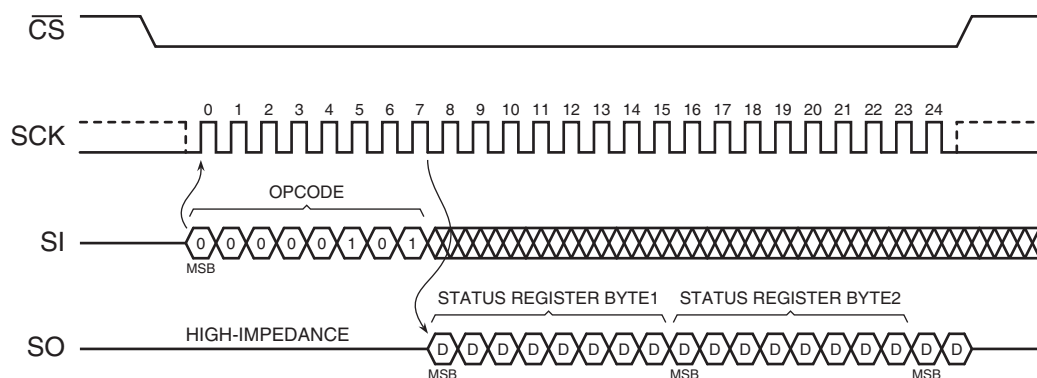 CS
0 1 2 3 4 5 6 7 8 9 10 11 12 13 14 15 16 17 18 19 20 21 22 23 24
SCK
OPCODE
SI 0 0 0 0 0 1 0 1
MSB
STATUS REGISTER BYTE1 STATUS REGISTER BYTE2
HIGH-IMPEDANCE
SO D D D D D D D D D D D D D D D D D D
MSB MSB MSB